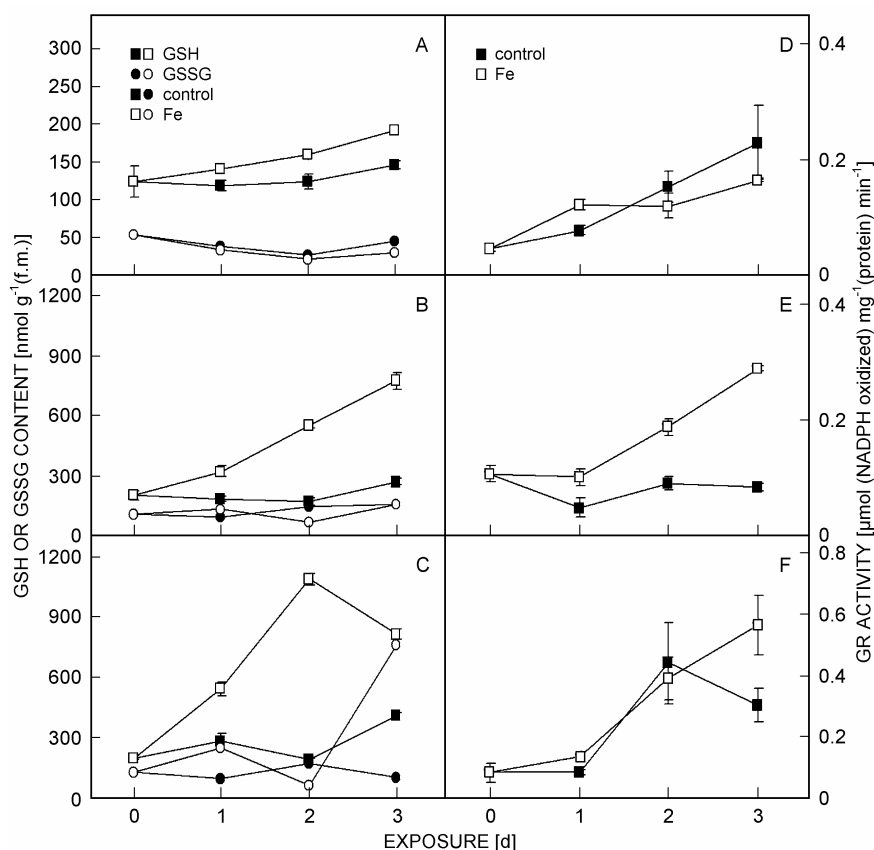 GSH OR GSSG CONTENT [nmol g⁻¹(f.m.)]
A
300
250
200
150
100
50
0
GSH
GSSG
control
Fe
B
1200
900
600
300
0
C
1200
900
600
300
0
0 1 2 3
D
control
Fe
0.4
0.2
0
E
0.4
0.2
0
F
0.8
0.6
0.4
0.2
0
0 1 2 3
GR ACTIVITY [µmol (NADPH oxidized) mg⁻¹(protein) min⁻¹
EXPOSURE [d]